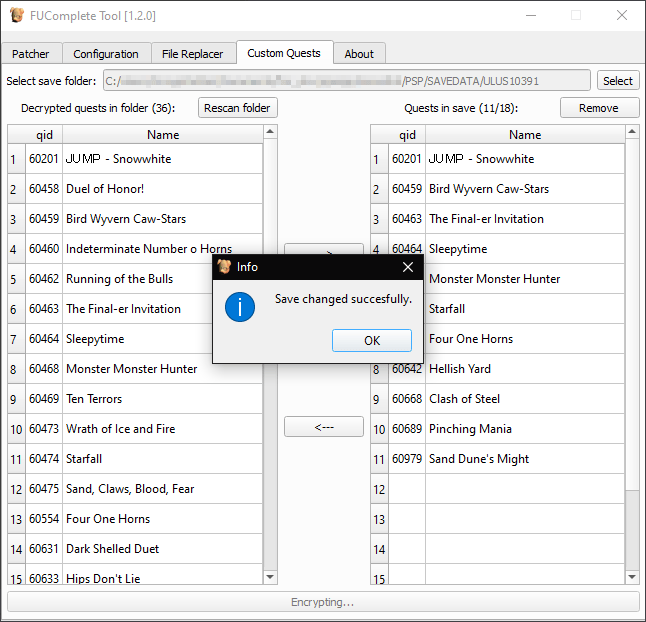 FUComplete Tool [1.2.0]
Patcher Configuration File Replacer Custom Quests About
Select save folder: C:/ /PSP/SAVEDATA/ULUS10391 Select
Decrypted quests in folder (36): Rescan folder Quests in save (11/18): Remove
qid Name qid Name
1 60201 JUMP - Snowwhite 1 60201 JUMP - Snowwhite
2 60458 Duel of Honor! 2 60459 Bird Wyvern Caw-Stars
3 60459 Bird Wyvern Caw-Stars 3 60463 The Final-er Invitation
4 60460 Indeterminate Number o Horns 4 60464 Sleepytime
Info
5 60462 Running of the Bulls Monster Monster Hunter
Save changed succesfully.
6 60463 The Final-er Invitation Starfall
7 60464 Sleepytime Four One Horns
OK
8 60468 Monster Monster Hunter 8 60642 Hellish Yard
9 60469 Ten Terrors 9 60668 Clash of Steel
10 60473 Wrath of Ice and Fire <--- 10 60689 Pinching Mania
11 60474 Starfall 11 60979 Sand Dune's Might
12 60475 Sand, Claws, Blood, Fear 12
13 60554 Four One Horns 13
14 60631 Dark Shelled Duet 14
15 60633 Hips Don't Lie 15
Encrypting...